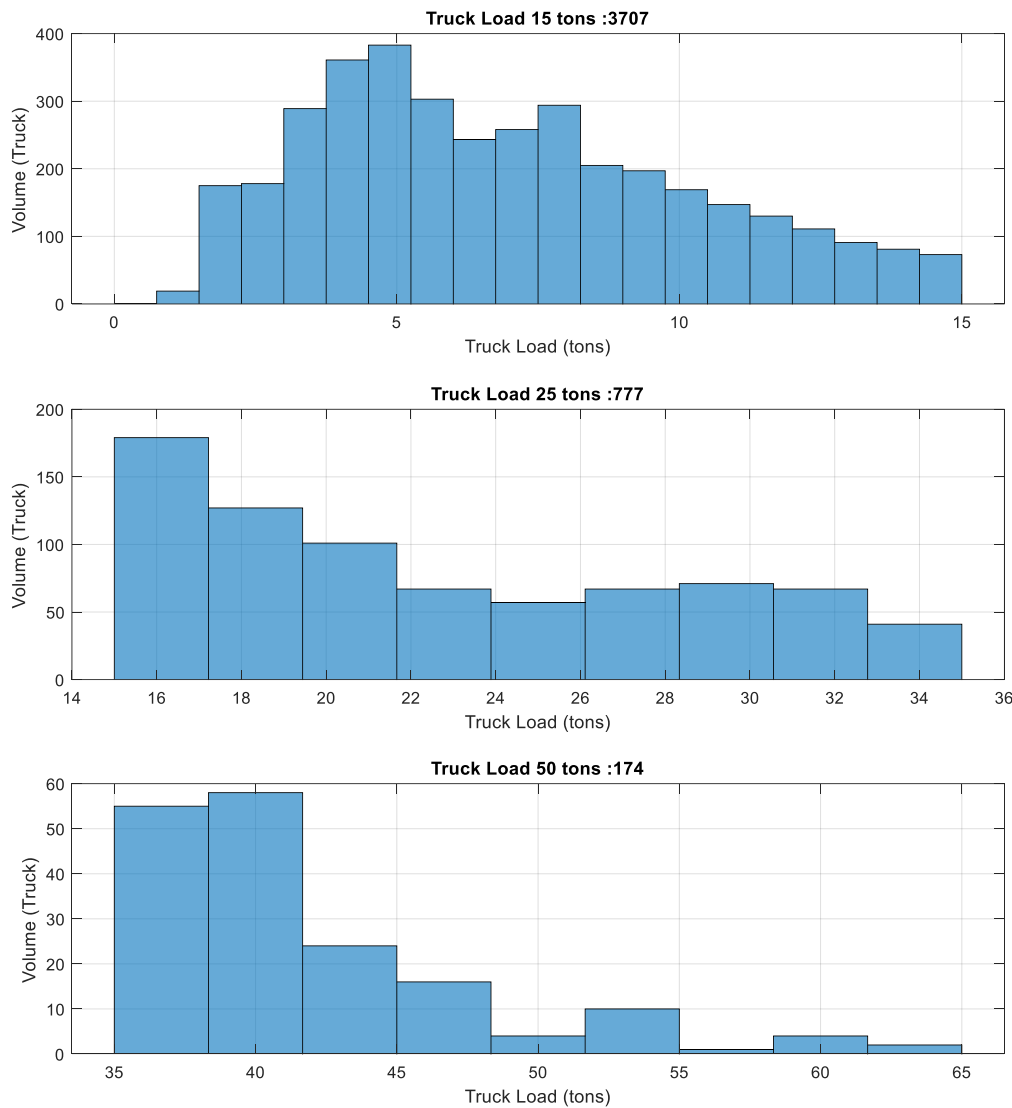 Truck Load 15 tons :3707
400
300
200
100
0
Volume (Truck)
0 5 10 15
Truck Load (tons)
Truck Load 25 tons :777
200
150
100
50
0
Volume (Truck)
14 16 18 20 22 24 26 28 30 32 34 36
Truck Load (tons)
Truck Load 50 tons :174
60
50
40
30
20
10
0
Volume (Truck)
35 40 45 50 55 60 65
Truck Load (tons)